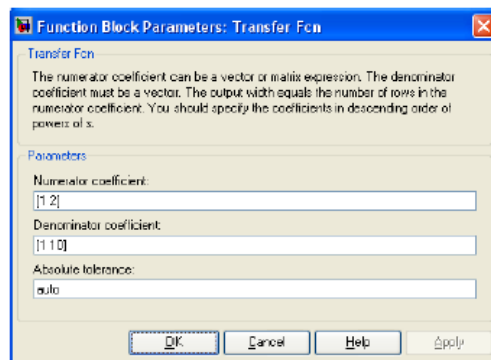 Function Block Parameters: Transfer Fcn
Transfer Fcn
The numerator coefficient can be a vector or matrix expression. The denominator
coefficient must be a vector. The output width equals the number of rows in the
numerator coefficient. You should specify the coefficients in descending order of
powers of s.
Parameters
Numerator coefficient:
[1 2]
Denominator coefficient:
[1 1 0]
Absolute tolerance:
auto
OK Cancel Help Apply